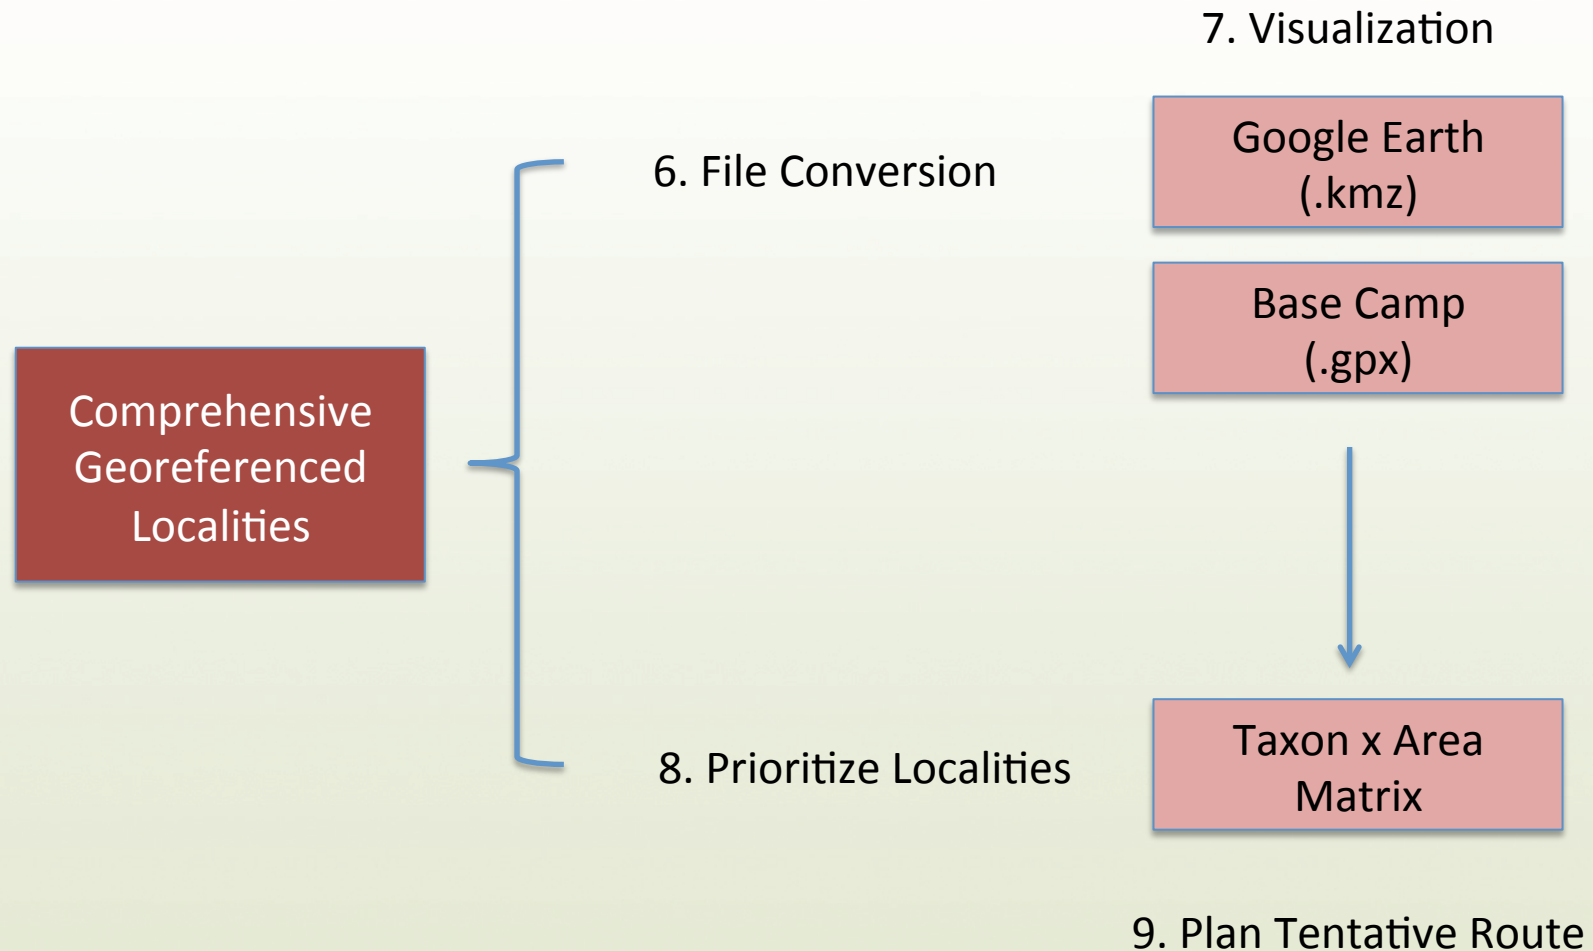 7. Visualization
Google Earth
(.kmz)
6. File Conversion
Base Camp
(.gpx)
Comprehensive
Georeferenced
Localities
8. Prioritize Localities
Taxon x Area
Matrix
9. Plan Tentative Route